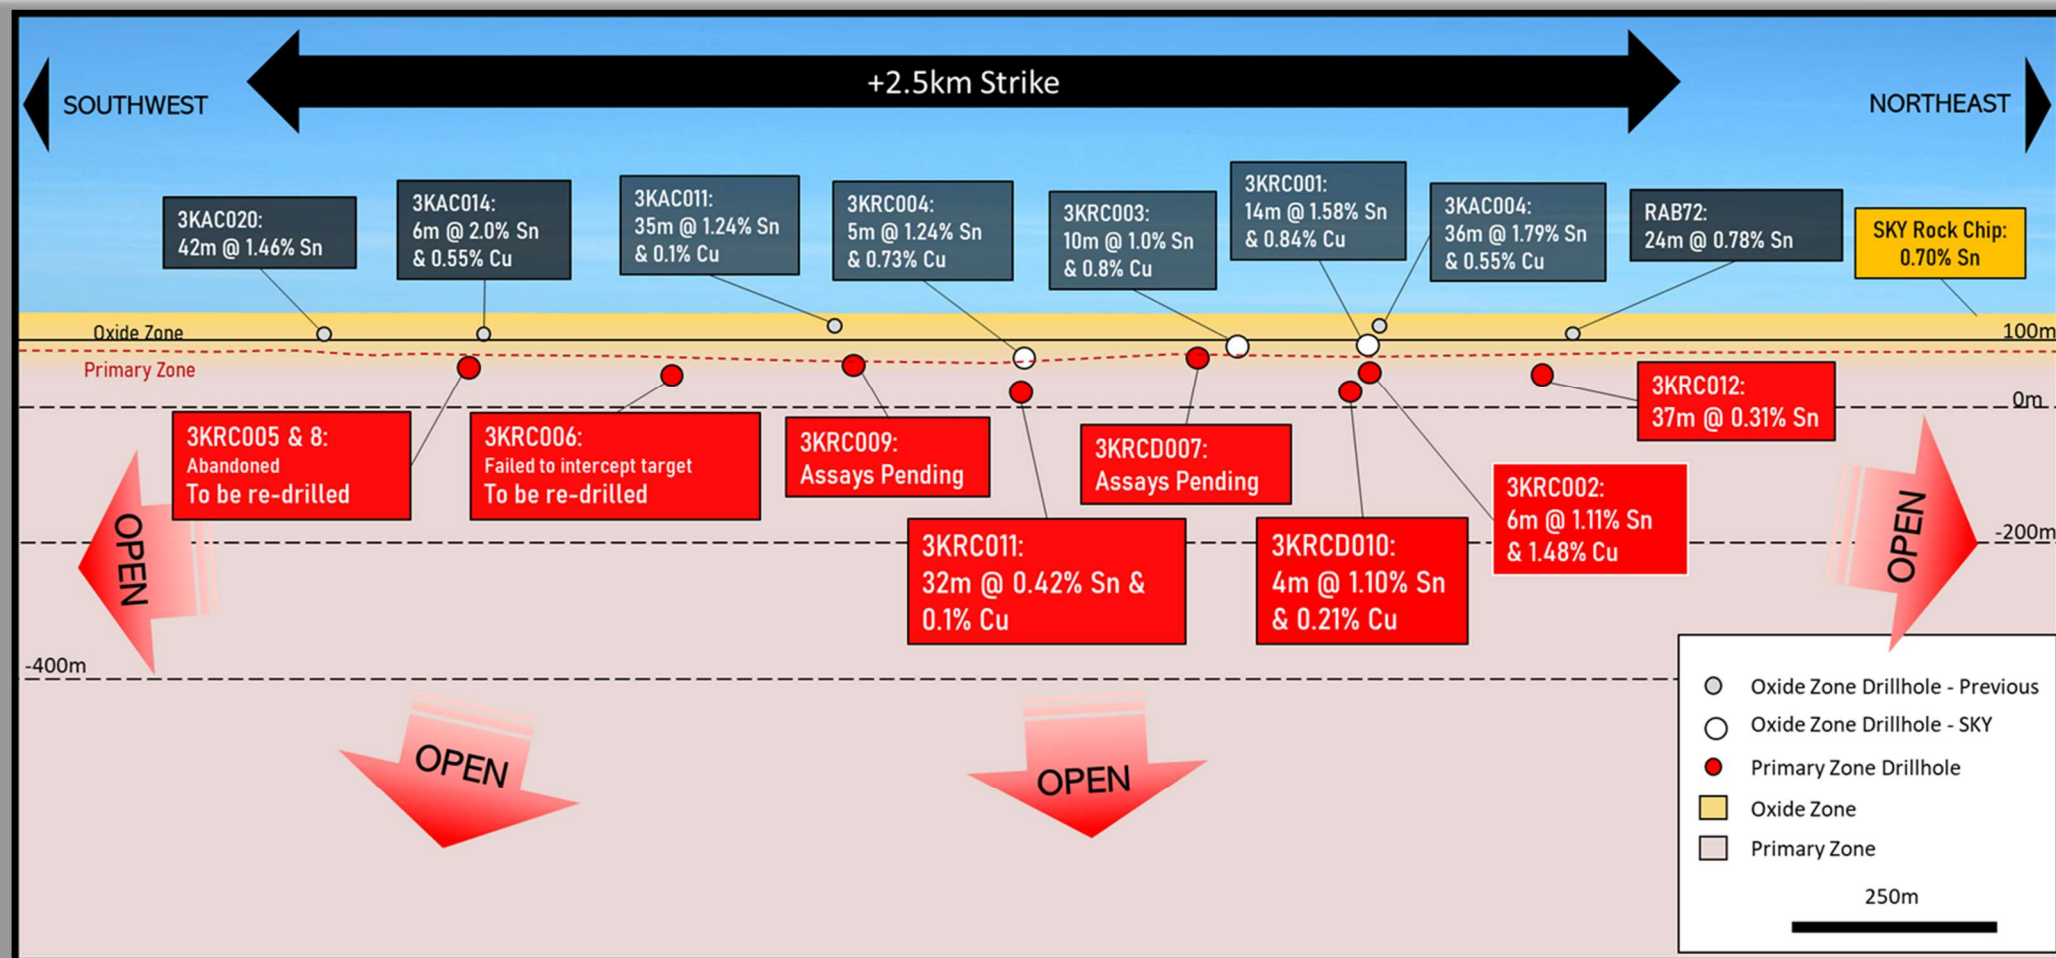 +2.5km Strike
SOUTHWEST
NORTHEAST
3KAC020:
42m @ 1.46% Sn
3KAC014:
6m @ 2.0% Sn
& 0.55% Cu
3KAC011:
35m @ 1.24% Sn
& 0.1% Cu
3KRC004:
5m @ 1.24% Sn
& 0.73% Cu
3KRC003:
10m @ 1.0% Sn
& 0.8% Cu
3KRC001:
14m @ 1.58% Sn
& 0.84% Cu
3KAC004:
36m @ 1.79% Sn
& 0.55% Cu
RAB72:
24m @ 0.78% Sn
SKY Rock Chip:
0.70% Sn
Oxide Zone
100m
Primary Zone
0m
3KRC005 & 8:
Abandoned
To be re-drilled
3KRC006:
Failed to intercept target
To be re-drilled
3KRC009:
Assays Pending
3KRC011:
32m @ 0.42% Sn &
0.1% Cu
3KRCD007:
Assays Pending
3KRCD010:
4m @ 1.10% Sn
& 0.21% Cu
3KRC002:
6m @ 1.11% Sn
& 1.48% Cu
3KRC012:
37m @ 0.31% Sn
OPEN
OPEN
-200m
-400m
OPEN
OPEN
Oxide Zone Drillhole - Previous
Oxide Zone Drillhole - SKY
Primary Zone Drillhole
Oxide Zone
Primary Zone
250m